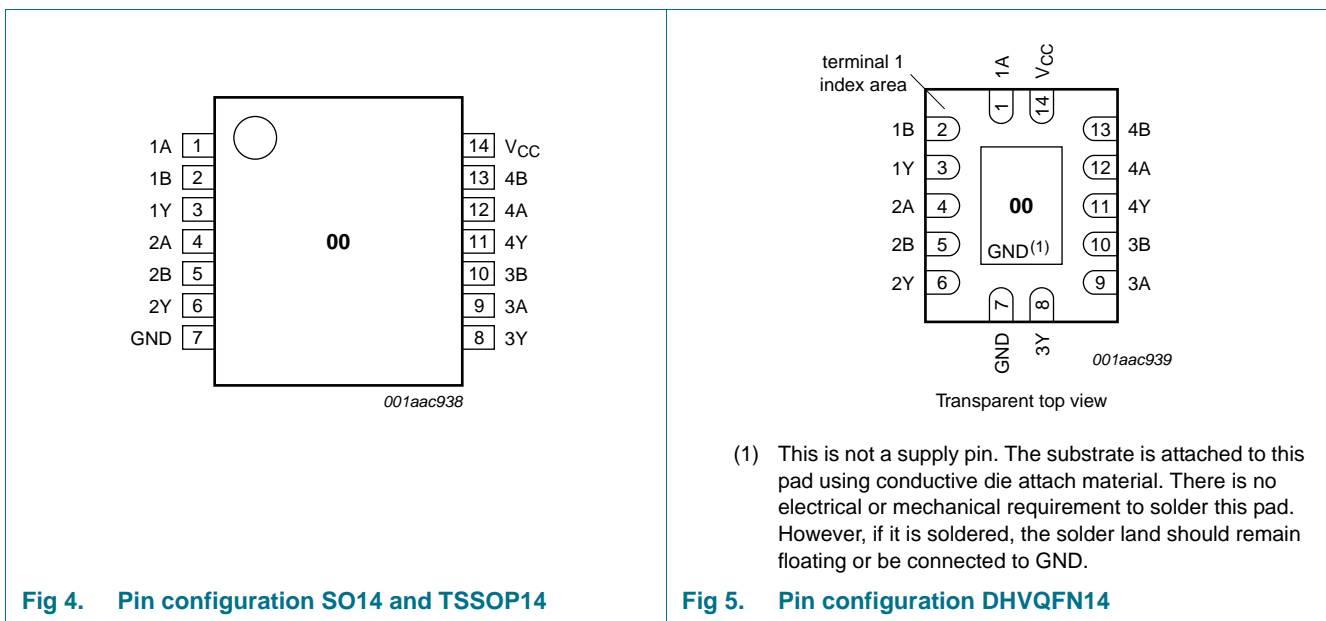 1A 1
1B 2
1Y 3
2A 4
2B 5
2Y 6
GND 7
00
14 VCC
13 4B
12 4A
11 4Y
10 3B
9 3A
8 3Y
001aac938
Fig 4. Pin configuration SO14 and TSSOP14
terminal 1
index area
1A
VCC
1
14
1B 2
1Y 3
2A 4
2B 5
2Y 6
00
GND(1)
13 4B
12 4A
11 4Y
10 3B
9 3A
7
8
GND
3Y
001aac939
Transparent top view
(1) This is not a supply pin. The substrate is attached to this
pad using conductive die attach material. There is no
electrical or mechanical requirement to solder this pad.
However, if it is soldered, the solder land should remain
floating or be connected to GND.
Fig 5. Pin configuration DHVQFN14